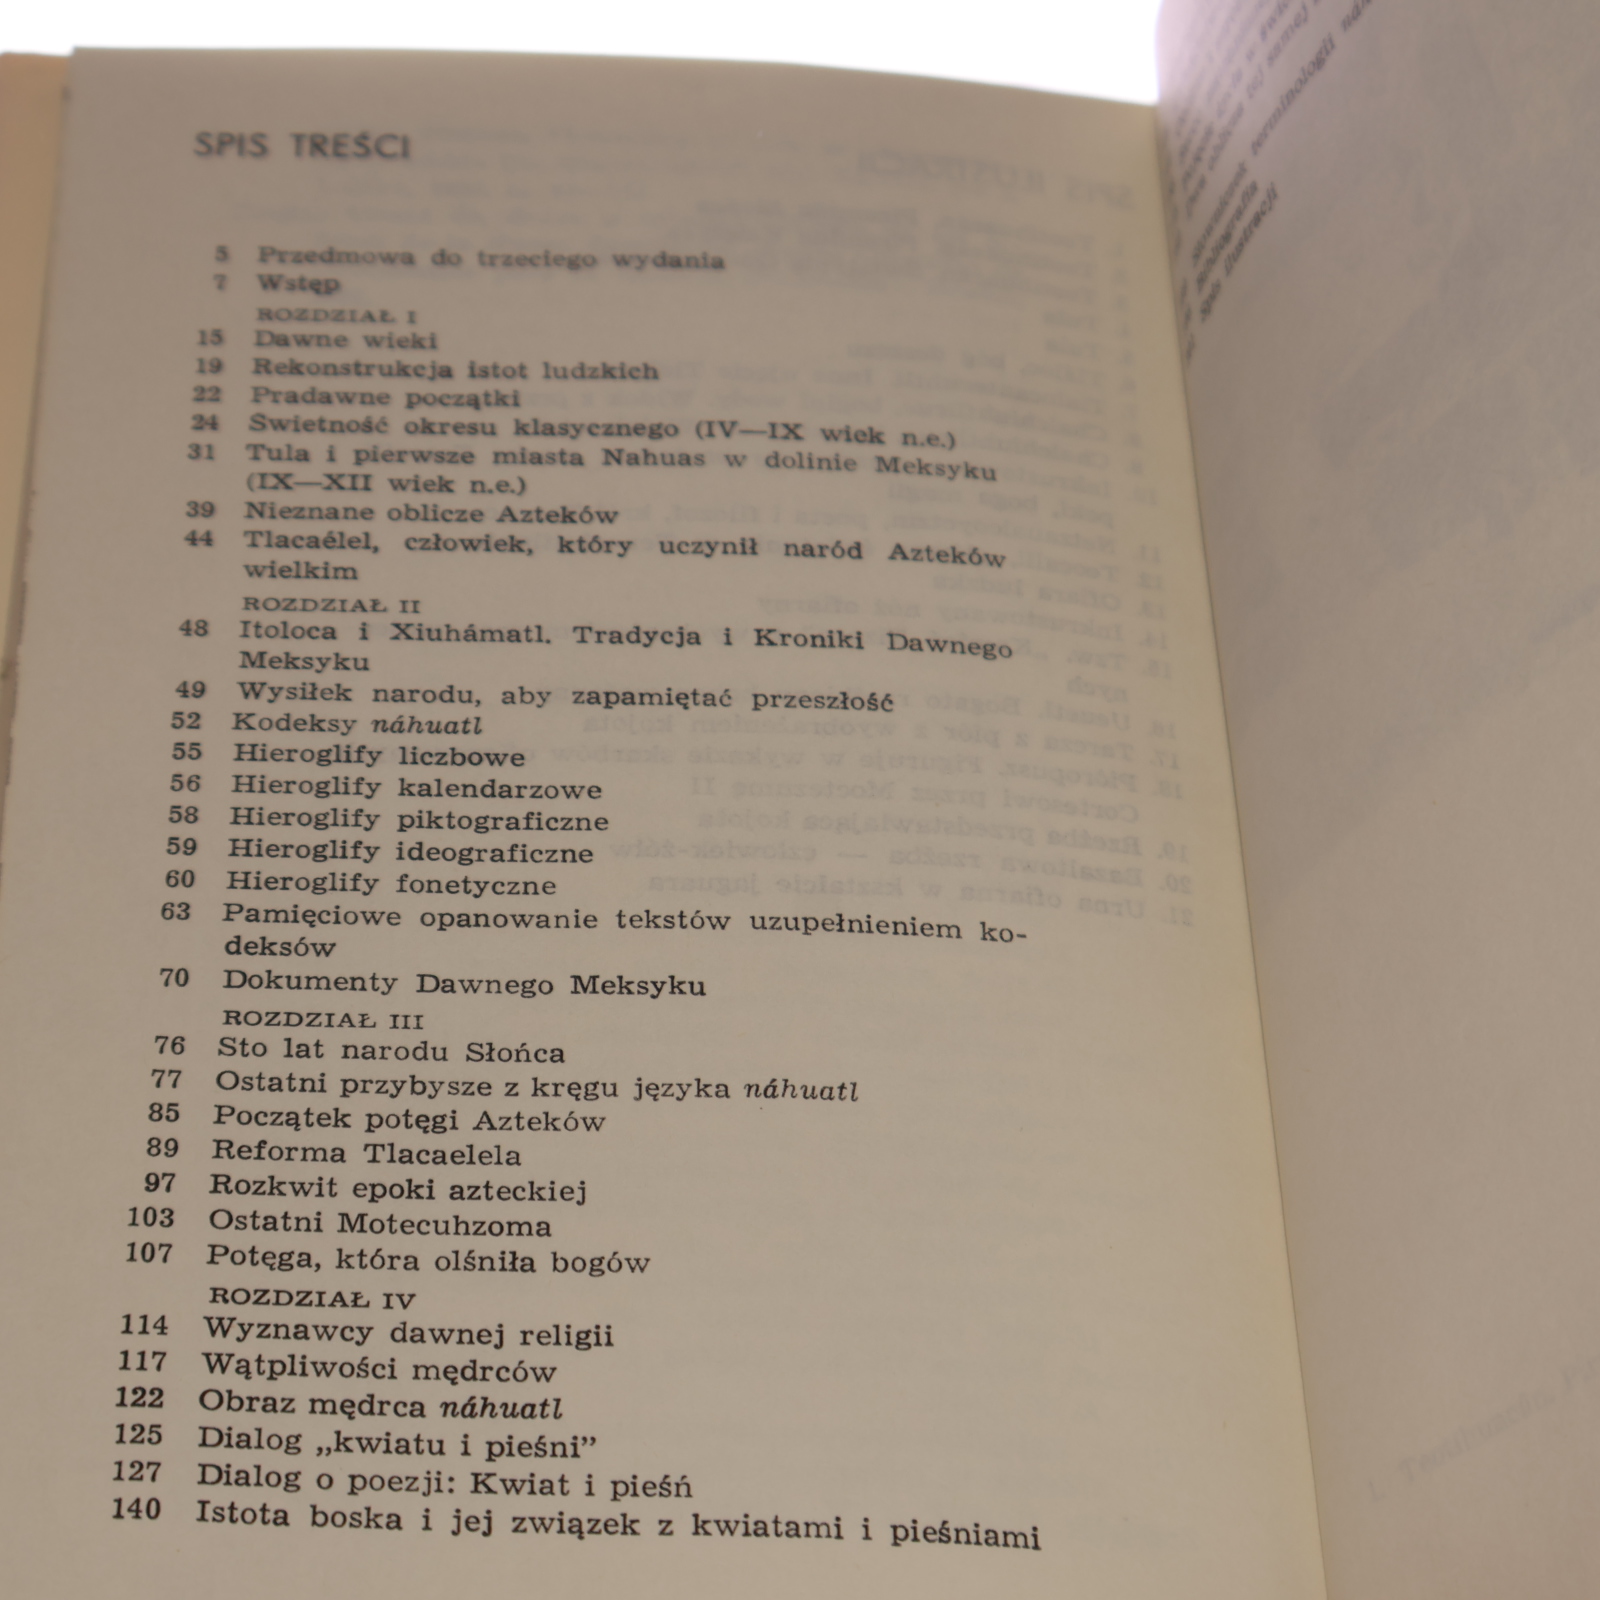 SPIS TREŚCI
5 Przedmowa do trzeciego wydania
7 Wstęp
ROZDZIAŁ I
15 Dawne wieki
19 Rekonstrukcja istot ludzkich
22 Pradawne początki
24 Świetność okresu klasycznego (IV—IX wiek n.e.)
31 Tula i pierwsze miasta Nahuas w dolinie Meksyku
(IX—XII wiek n.e.)
39 Nieznane oblicze Azteków
44 Tlacaélel, człowiek, który uczynił naród Azteków
wielkim
ROZDZIAŁ II
48 Itoloca i Xiuhámatl. Tradycja i Kroniki Dawnego
Meksyku
49 Wysiłek narodu, aby zapamiętać przeszłość
52 Kodeksy náhuatl
55 Hieroglify liczbowe
56 Hieroglify kalendarzowe
58 Hieroglify piktograficzne
59 Hieroglify ideograficzne
60 Hieroglify fonetyczne
63 Pamięciowe opanowanie tekstów uzupełnieniem ko-
deksów
70 Dokumenty Dawnego Meksyku
ROZDZIAŁ III
76 Sto lat narodu Słońca
77 Ostatni przybysze z kręgu języka náhuatl
85 Początek potęgi Azteków
89 Reforma Tlacaelela
97 Rozkwit epoki azteckiej
103 Ostatni Motecuhzoma
107 Potęga, która olśniła bogów
ROZDZIAŁ IV
114 Wyznawcy dawnej religii
117 Wątpliwości mędrców
122 Obraz mędrca náhuatl
125 Dialog „kwiatu i pieśni”
127 Dialog o poezji: Kwiat i pieśń
140 Istota boska i jej związek z kwiatami i pieśniami
terminologii
Bibliografia
Spis ilustracji